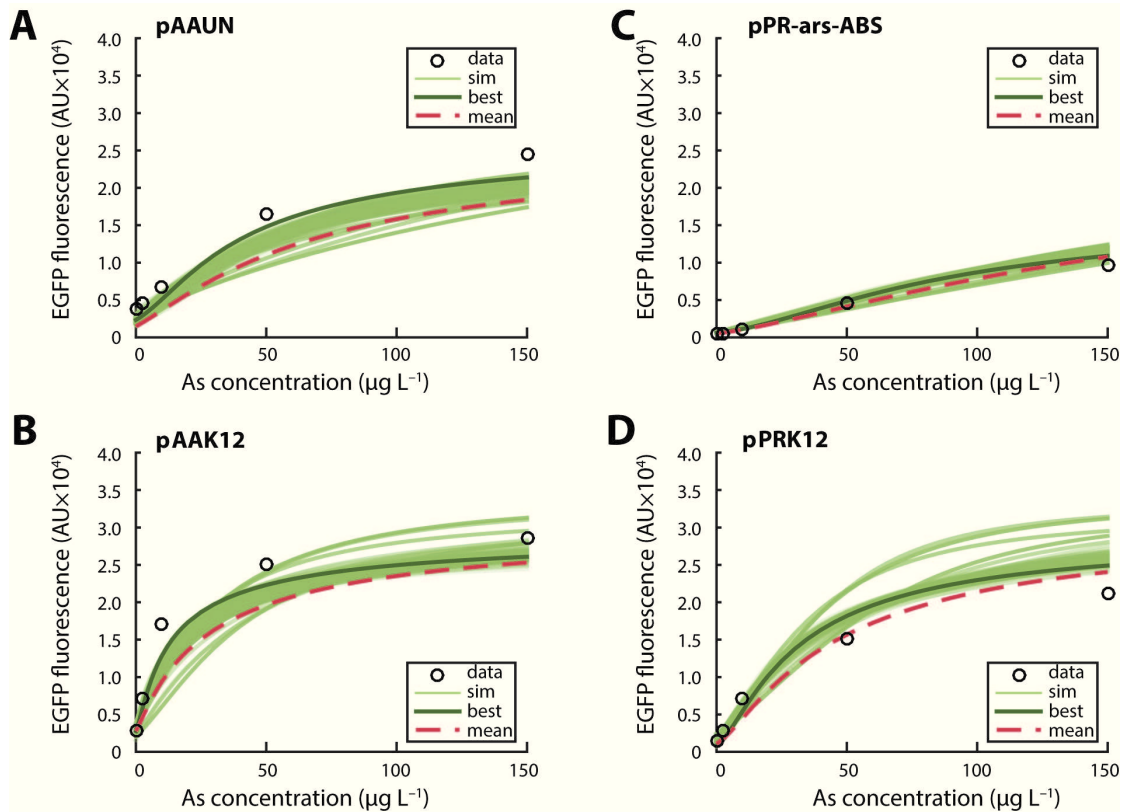 A
pAAUN
EGFP fluorescence (AU×10⁴)
4.0
3.5
3.0
2.5
2.0
1.5
1.0
0.5
0
0 50 100 150
As concentration (µg L⁻¹)
data
sim
best
mean
C
pPR-ars-ABS
EGFP fluorescence (AU×10⁴)
4.0
3.5
3.0
2.5
2.0
1.5
1.0
0.5
0
0 50 100 150
As concentration (µg L⁻¹)
data
sim
best
mean
B
pAAK12
EGFP fluorescence (AU×10⁴)
4.0
3.5
3.0
2.5
2.0
1.5
1.0
0.5
0
0 50 100 150
As concentration (µg L⁻¹)
data
sim
best
mean
D
pPRK12
EGFP fluorescence (AU×10⁴)
4.0
3.5
3.0
2.5
2.0
1.5
1.0
0.5
0
0 50 100 150
As concentration (µg L⁻¹)
data
sim
best
mean